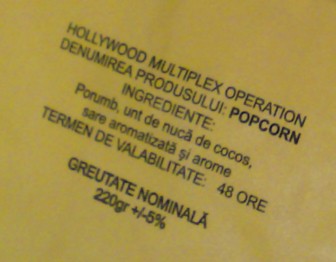 HOLLYWOOD MULTIPLEX OPERATION
DENUMIREA PRODUSULUI: POPCORN
INGREDIENTE:
Porumb, unt de nucă de cocos,
sare aromatizată și arome
TERMEN DE VALABILITATE: 48 ORE
GREUTATE NOMINALĂ
220gr +/-5%